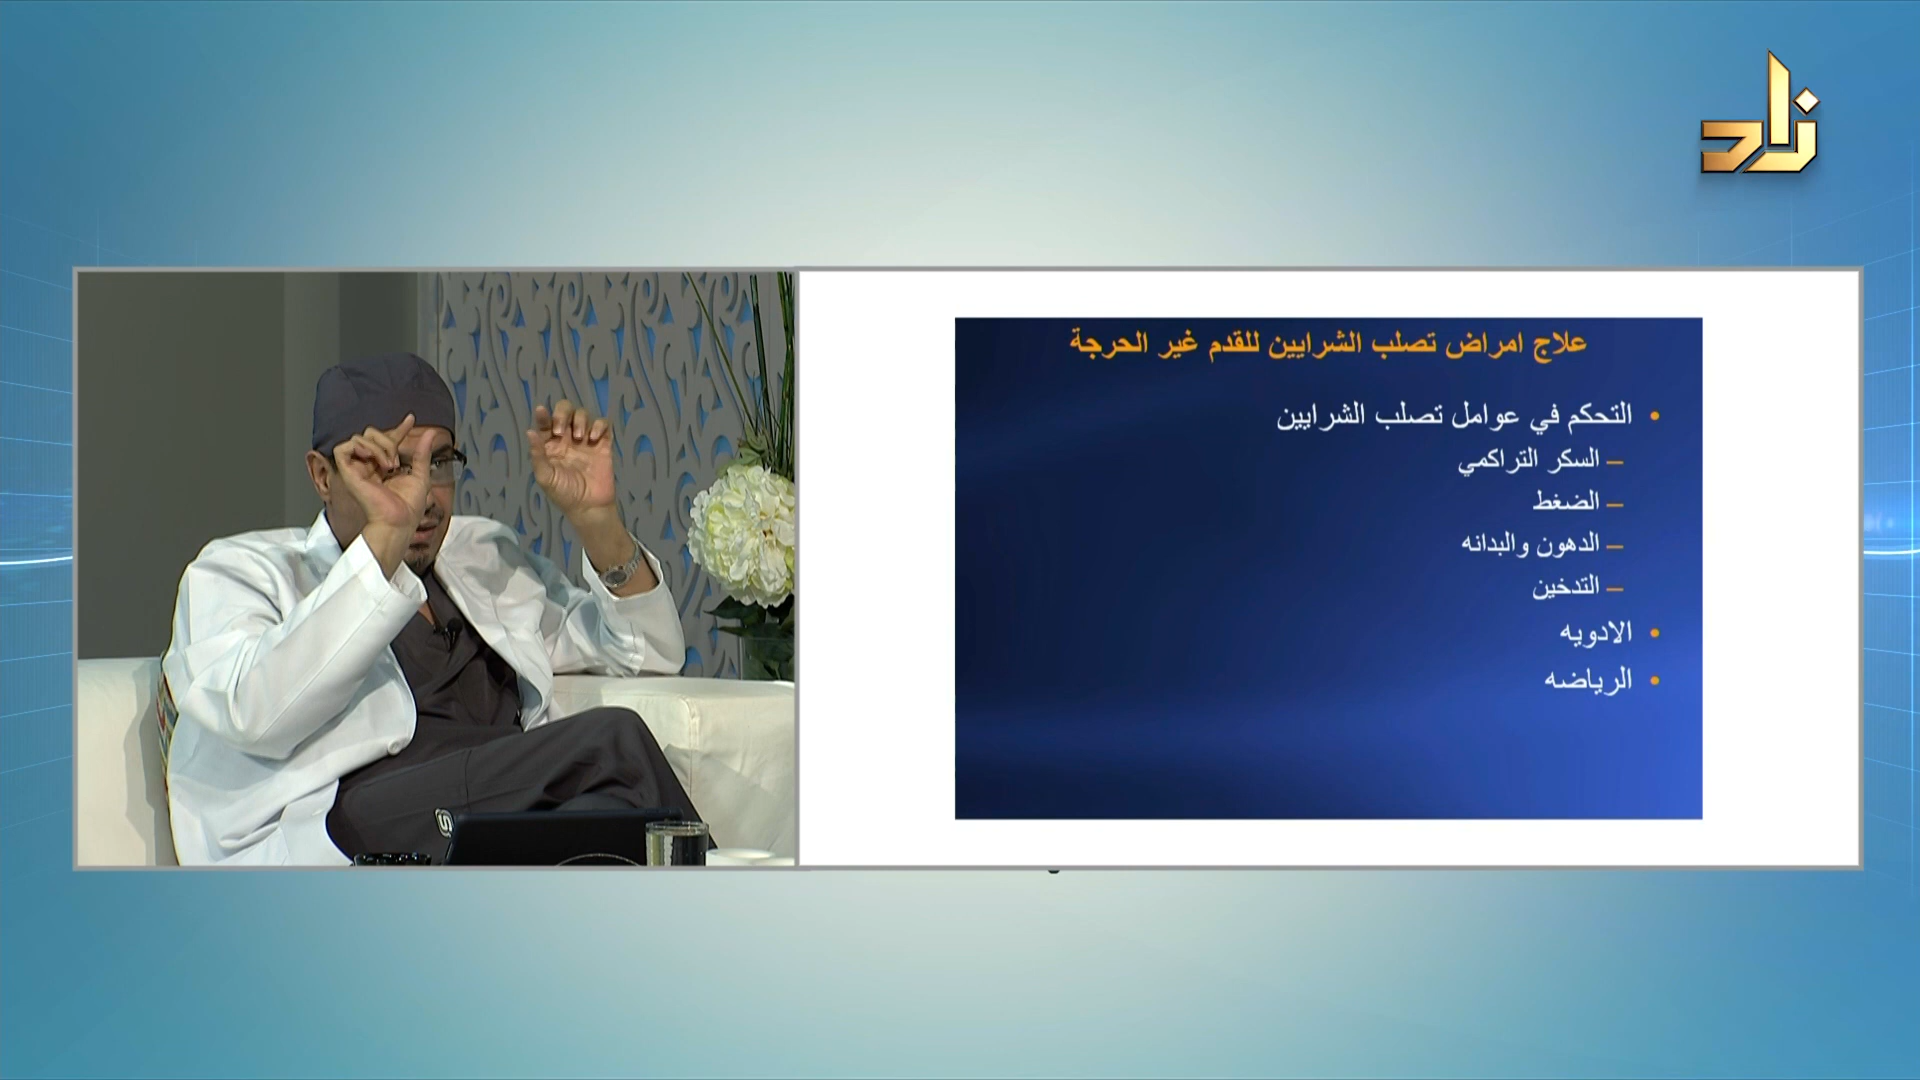 زاد
علاج امراض تصلب الشرايين للقدم غير الحرجة
• التحكم في عوامل تصلب الشرايين
– السكر التراكمي
– الضغط
– الدهون والبدانه
– التدخين
• الادويه
• الرياضه